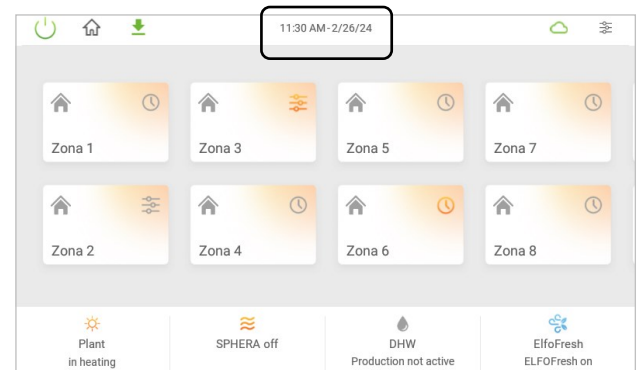 11:30 AM-2/26/24
Zona 1
Zona 3
Zona 5
Zona 7
Zona 2
Zona 4
Zona 6
Zona 8
Plant
in heating
SPHERA off
DHW
Production not active
ElfoFresh
ELFOFresh on